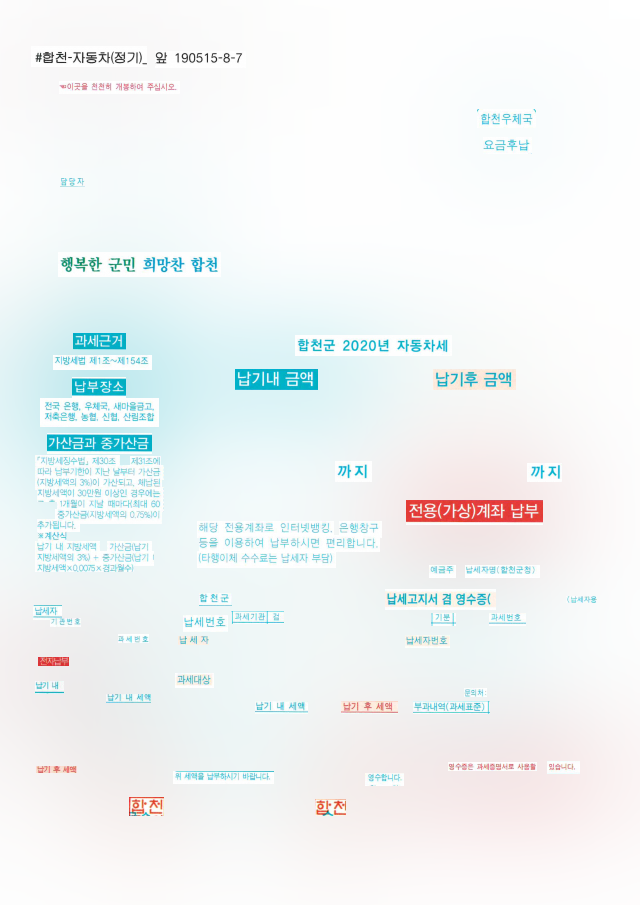 #합천-자동차(정기)_ 앞 190515-8-7
☜이곳을 천천히 개봉하여 주십시오.
합천우체국
요금후납
담당자
행복한 군민 희망찬 합천
과세근거
지방세법 제1조~제154조
납부장소
전국 은행, 우체국, 새마을금고,
저축은행, 농협, 신협, 산림조합
가산금과 중가산금
「지방세징수법」 제30조 제31조에
따라 납부기한이 지난 날부터 가산금
(지방세액의 3%)이 가산되고, 체납된
지방세액이 30만원 이상인 경우에는
1개월이 지날 때마다(최대 60
중가산금(지방세액의 0.75%)이
추가됩니다.
※계산식
납기 내 지방세액 가산금(납기
지방세액의 3%) + 중가산금(납기
지방세액×0.0075×경과월수)
합천군 2020년 자동차세
납기내 금액
납기후 금액
까지
까지
전용(가상)계좌 납부
해당 전용계좌로 인터넷뱅킹, 은행창구
등을 이용하여 납부하시면 편리합니다.
(타행이체 수수료는 납세자 부담)
예금주 납세자명(합천군청)
합천군
납세고지서 겸 영수증(
(납세자용
납세자
기관번호
납세번호
과세기관 검
기분
과세번호
과세번호
납세자
납세자번호
전자납부
납기 내
과세대상
납기 내 세액
납기 내 세액
납기 후 세액
부과내역(과세표준)
문의처:
납기 후 세액
위 세액을 납부하시기 바랍니다.
영수합니다.
영수증은 과세증명서로 사용할 있습니다.
합천
합천